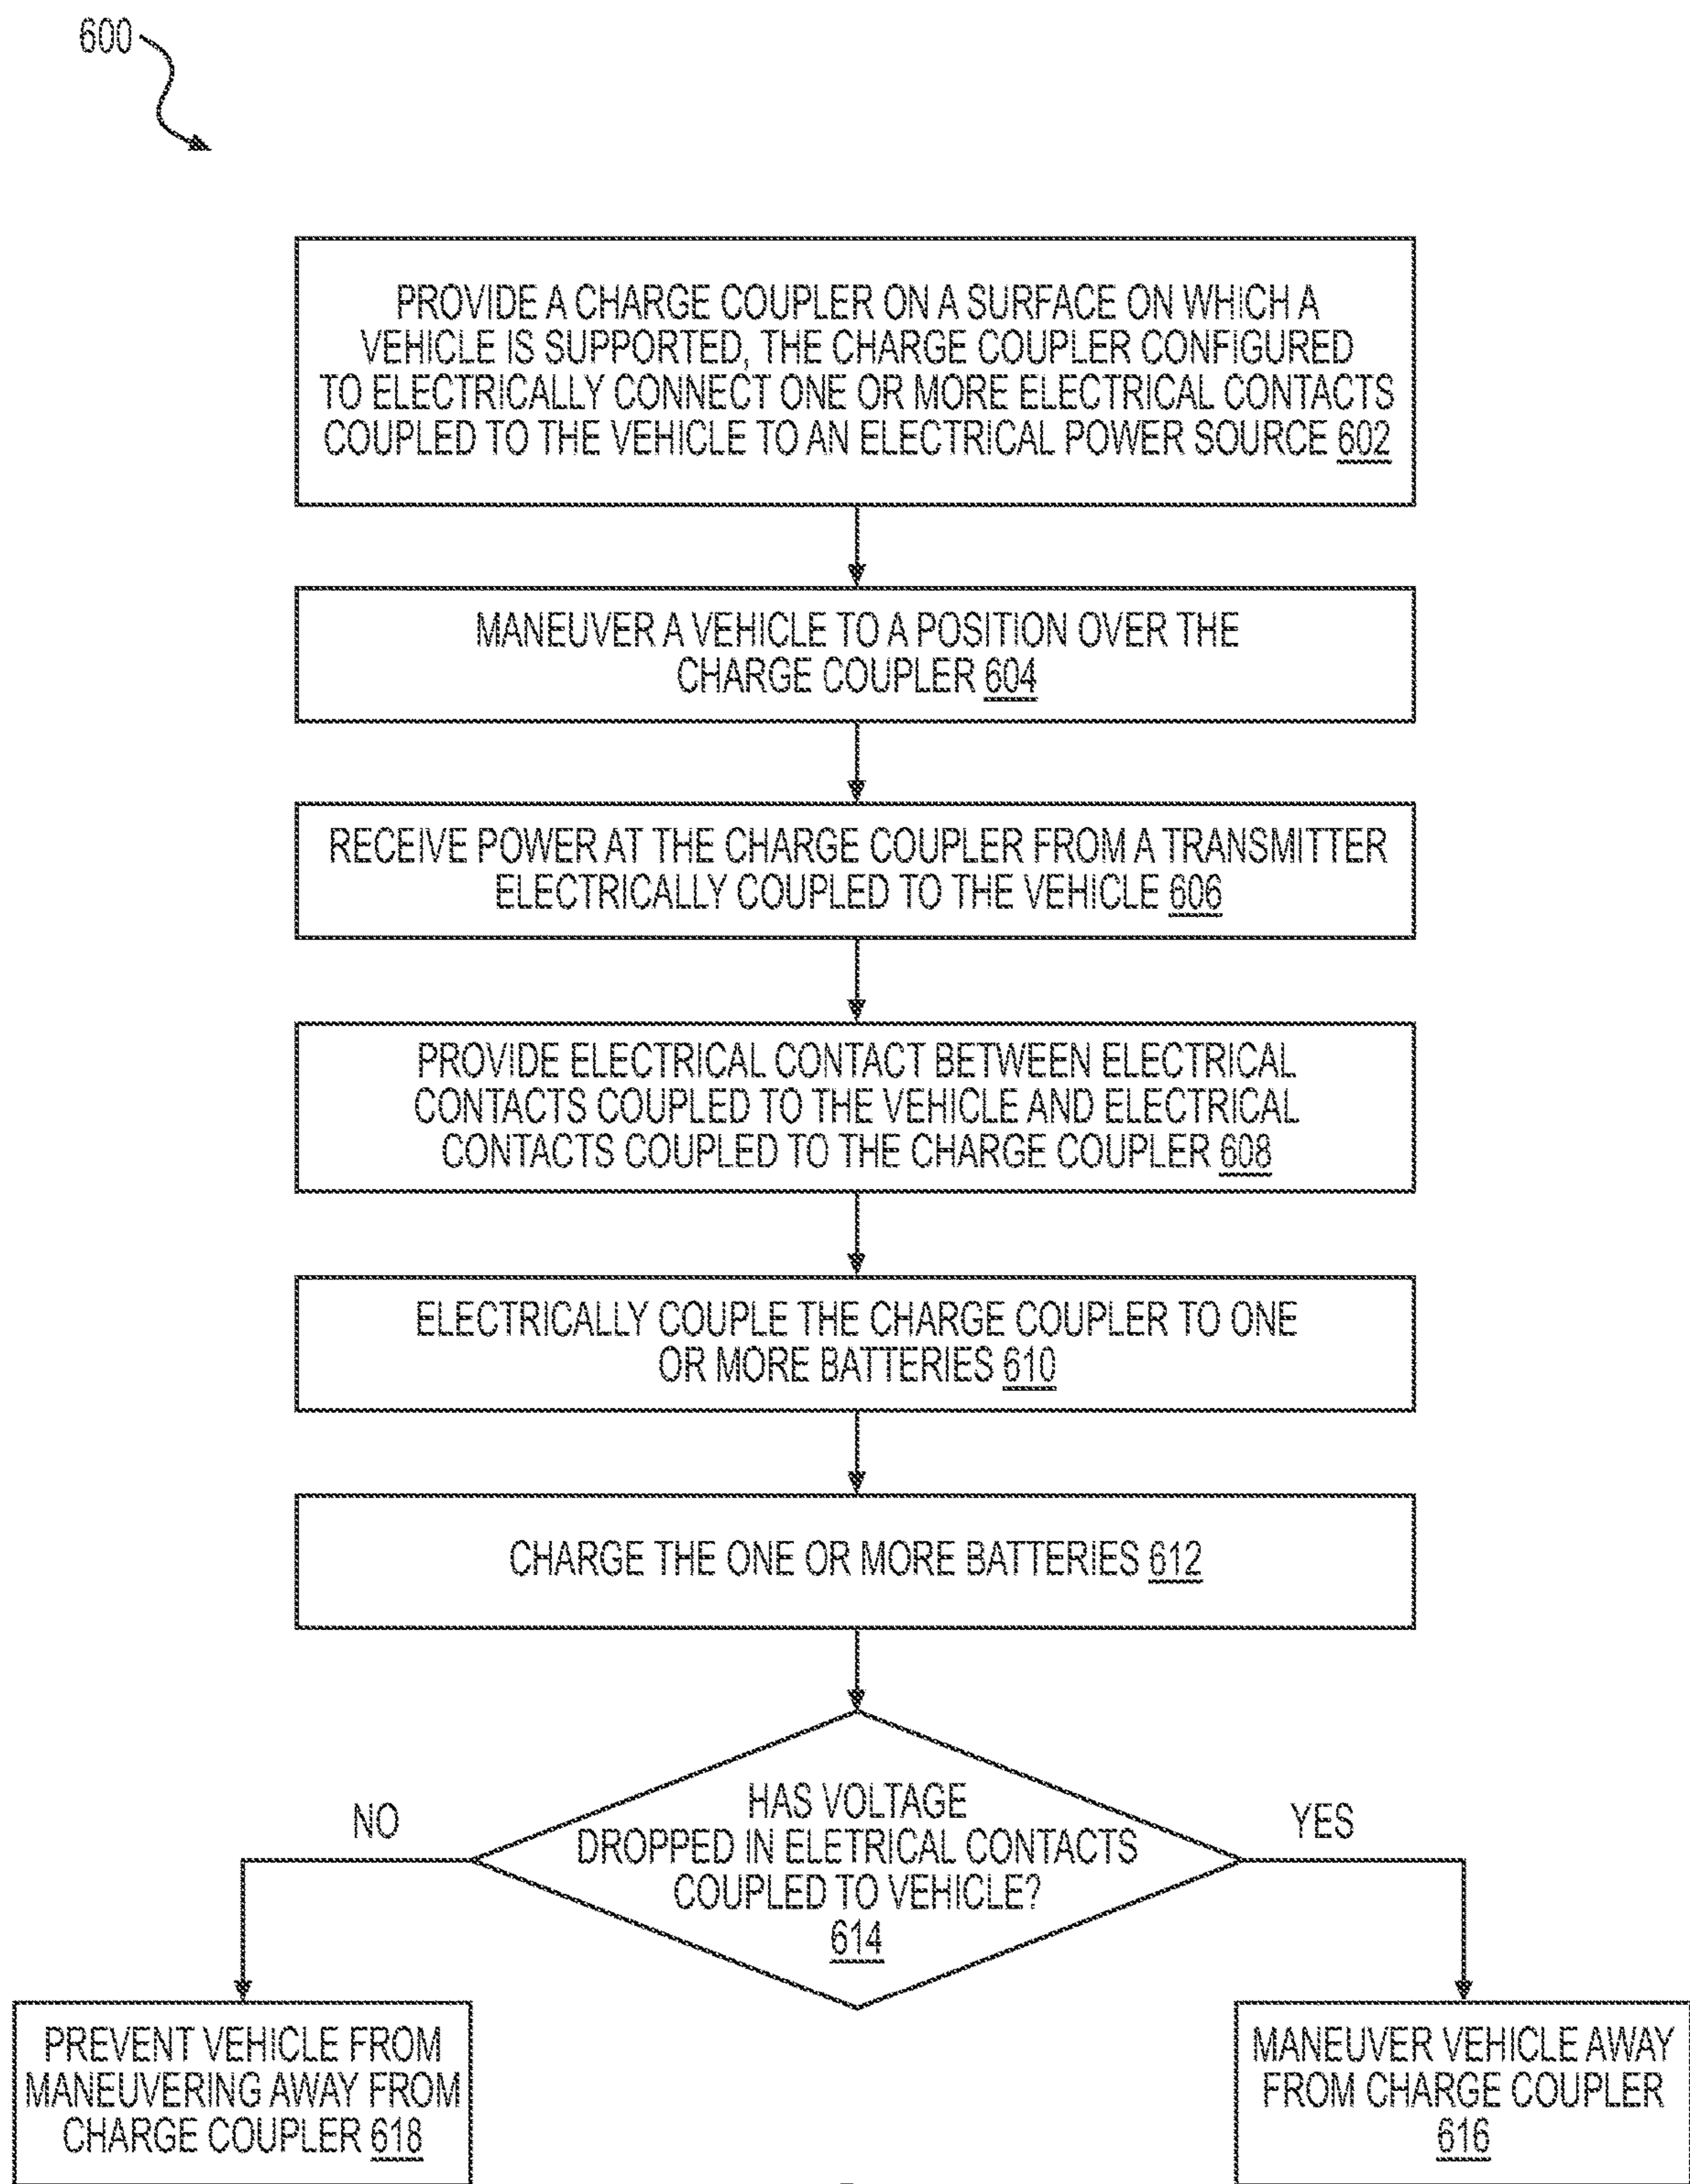 600
PROVIDE A CHARGE COUPLER ON A SURFACE ON WHICH A
VEHICLE IS SUPPORTED, THE CHARGE COUPLER CONFIGURED
TO ELECTRICALLY CONNECT ONE OR MORE ELECTRICAL CONTACTS
COUPLED TO THE VEHICLE TO AN ELECTRICAL POWER SOURCE 602
MANEUVER A VEHICLE TO A POSITION OVER THE
CHARGE COUPLER 604
RECEIVE POWER AT THE CHARGE COUPLER FROM A TRANSMITTER
ELECTRICALLY COUPLED TO THE VEHICLE 606
PROVIDE ELECTRICAL CONTACT BETWEEN ELECTRICAL
CONTACTS COUPLED TO THE VEHICLE AND ELECTRICAL
CONTACTS COUPLED TO THE CHARGE COUPLER 608
ELECTRICALLY COUPLE THE CHARGE COUPLER TO ONE
OR MORE BATTERIES 610
CHARGE THE ONE OR MORE BATTERIES 612
HAS VOLTAGE
DROPPED IN ELETRICAL CONTACTS
COUPLED TO VEHICLE?
614
NO
YES
PREVENT VEHICLE FROM
MANEUVERING AWAY FROM
CHARGE COUPLER 618
MANEUVER VEHICLE AWAY
FROM CHARGE COUPLER
616